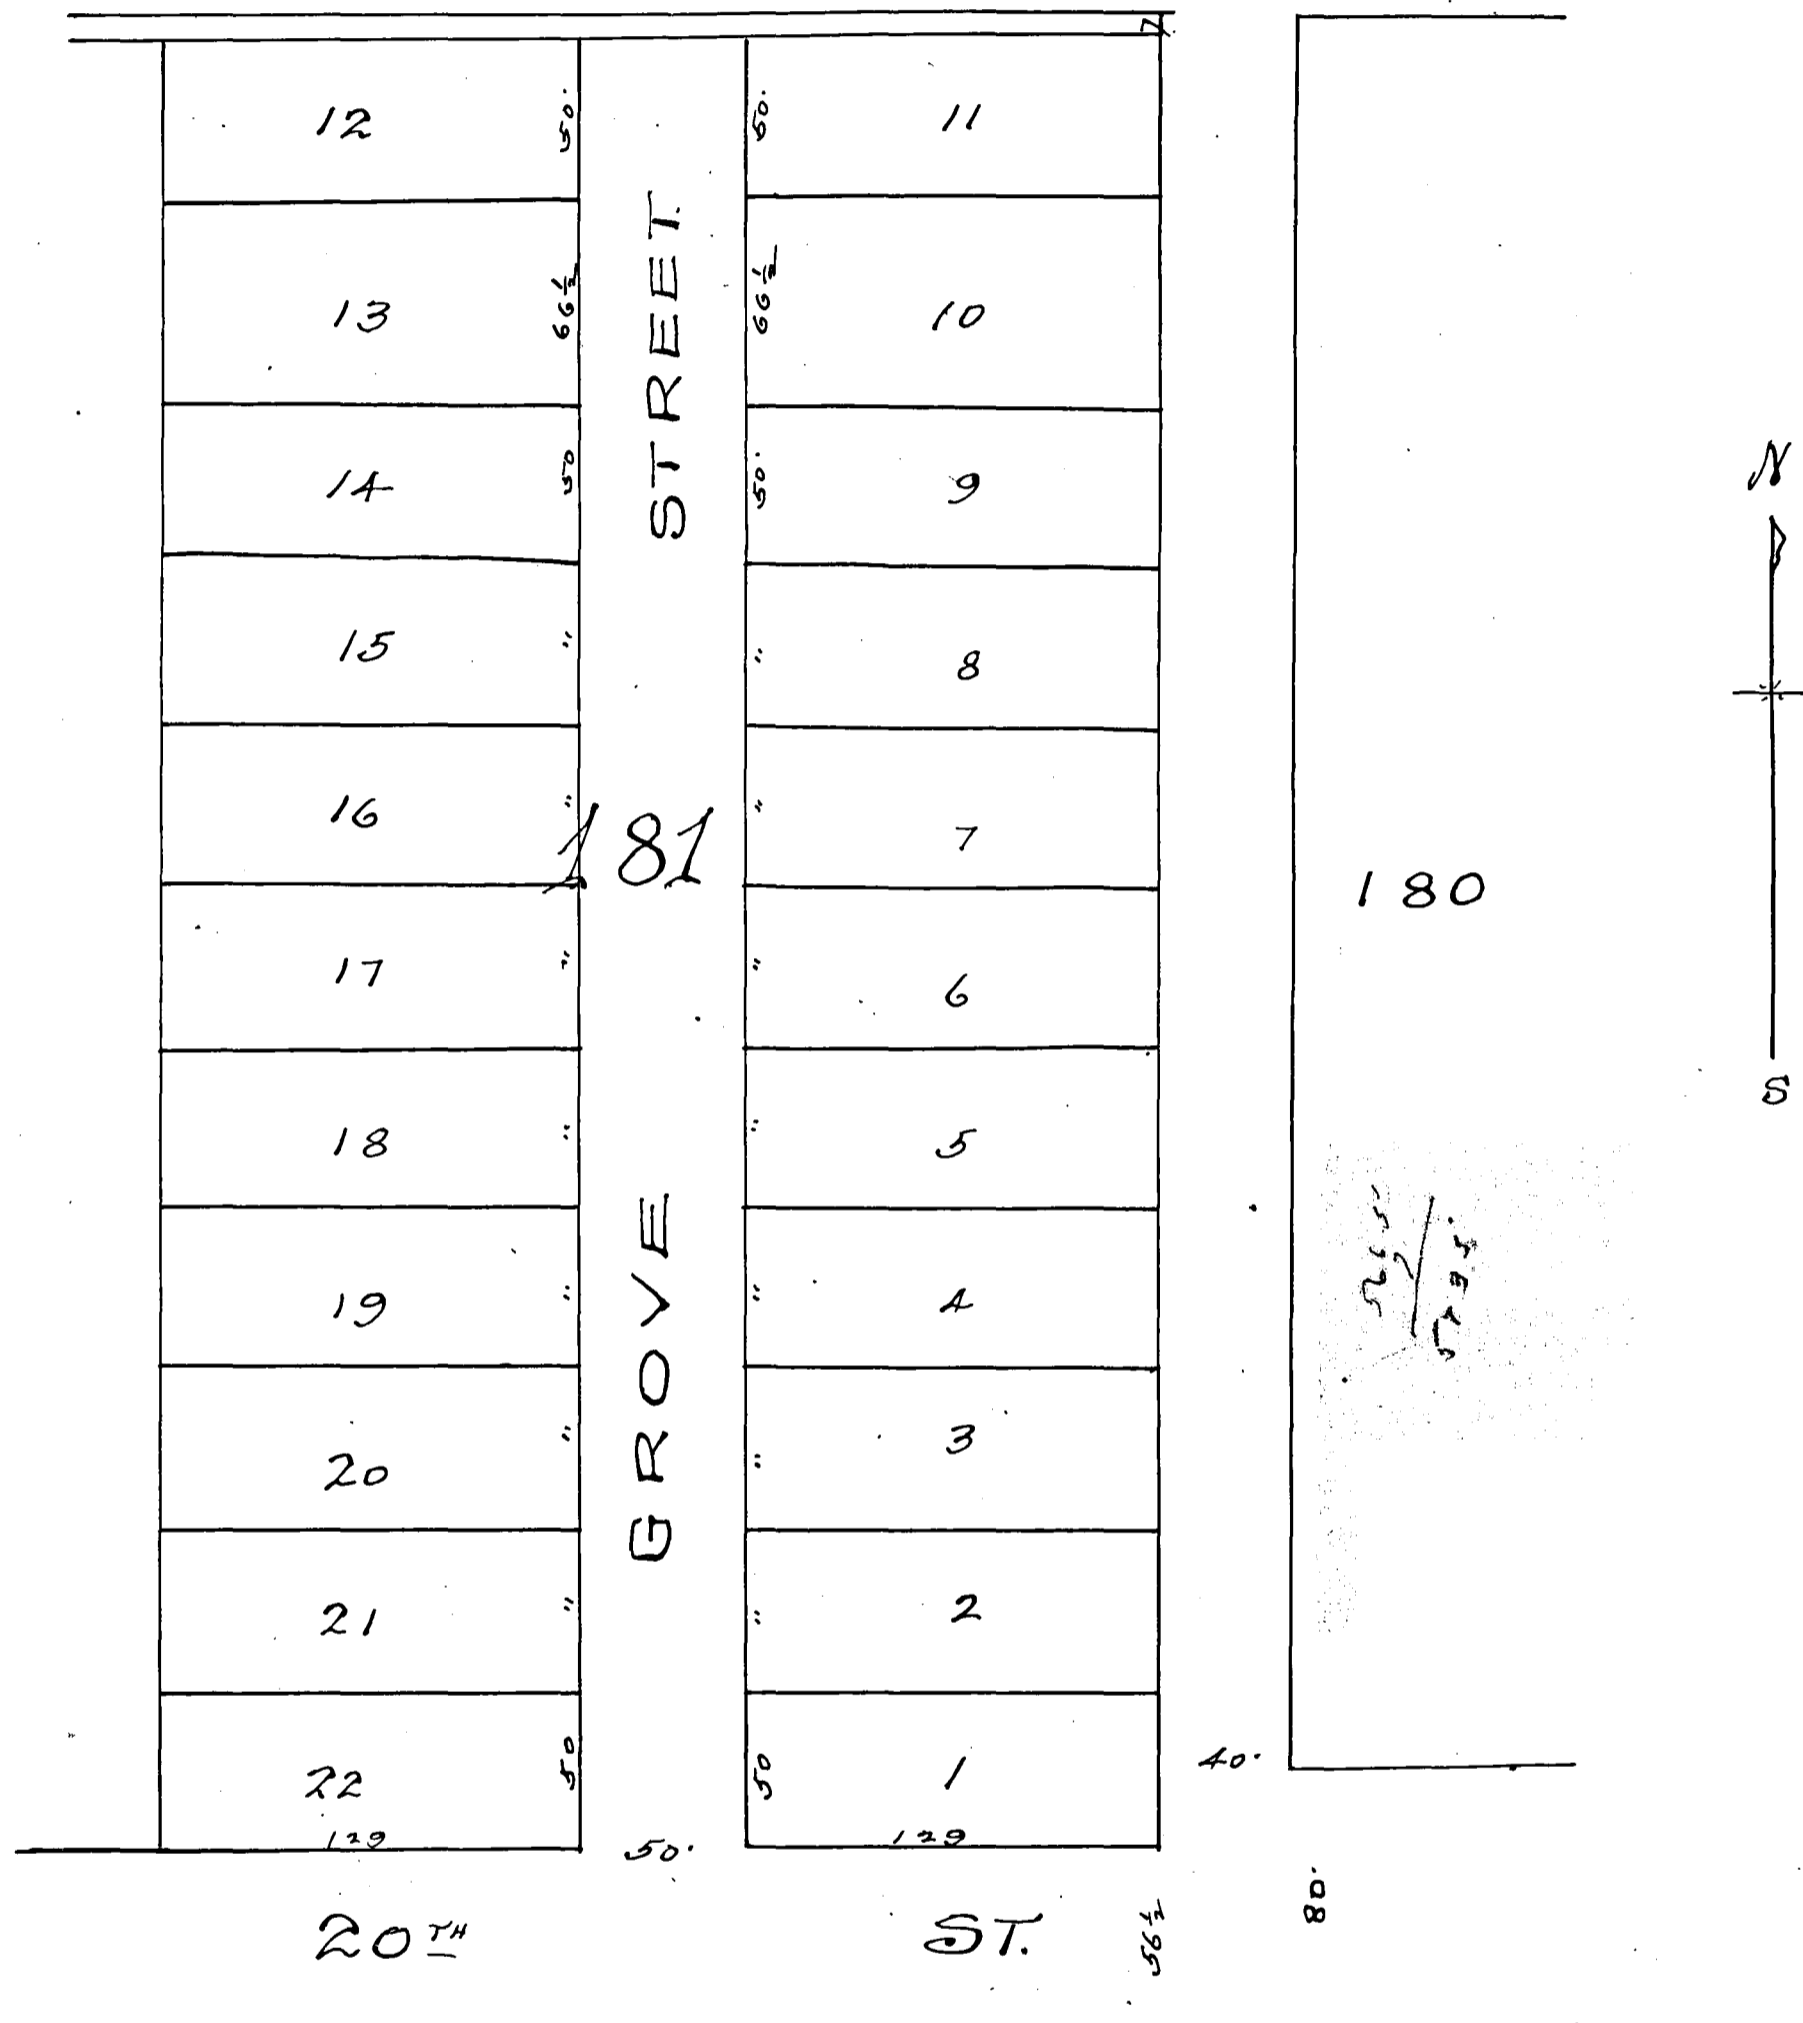 7
12 50. 50. 11
13 66½ 66½ 10
14 50 50. 9
15 " " 8
16 " " 7
17 " " 6
18 " " 5
19 " " 4
20 " " 3
21 " " 2
22 50 50 1
129 50. 129
40.
GROVE STREET.
181
180
N
S
20TH ST.
56½
80.